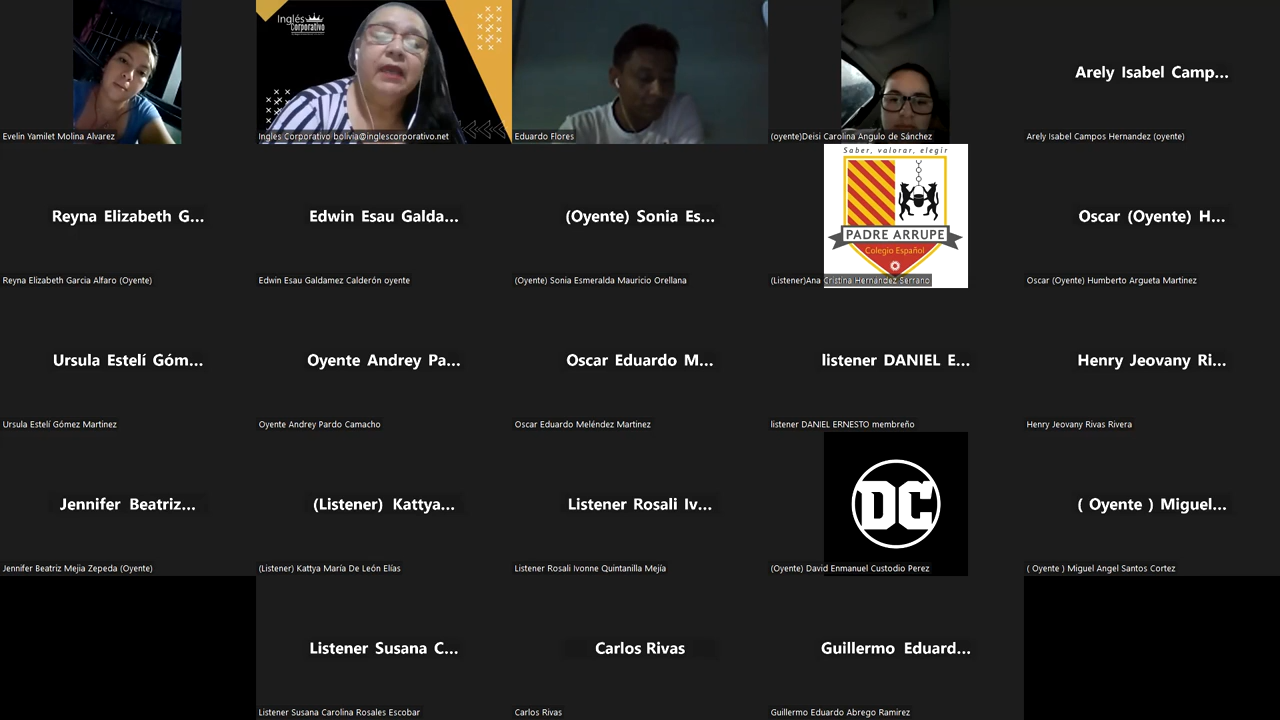 Inglés
Corporativo
Evelin Yamilet Molina Alvarez
Inglés Corporativo bolivia@inglescorporativo.net
Eduardo Flores
(oyente)Deisi Carolina Angulo de Sánchez
Arely Isabel Camp...
Arely Isabel Campos Hernandez (oyente)
Reyna Elizabeth G...
Reyna Elizabeth Garcia Alfaro (Oyente)
Edwin Esau Galda...
Edwin Esau Galdamez Calderón oyente
(Oyente) Sonia Es...
(Oyente) Sonia Esmeralda Mauricio Orellana
Saber, valorar, elegir
PADRE ARRUPE
Colegio Español
(Listener)Ana Cristina Hernandez Serrano
Oscar (Oyente) H...
Oscar (Oyente) Humberto Argueta Martinez
Ursula Estelí Góm...
Ursula Estelí Gómez Martinez
Oyente Andrey Pa...
Oyente Andrey Pardo Camacho
Oscar Eduardo M...
Oscar Eduardo Meléndez Martinez
listener DANIEL E...
listener DANIEL ERNESTO membreño
Henry Jeovany Ri...
Henry Jeovany Rivas Rivera
Jennifer Beatriz...
Jennifer Beatriz Mejia Zepeda (Oyente)
(Listener) Kattya...
(Listener) Kattya María De León Elías
Listener Rosali Iv...
Listener Rosali Ivonne Quintanilla Mejía
DC
(Oyente) David Enmanuel Custodio Perez
( Oyente ) Miguel...
( Oyente ) Miguel Angel Santos Cortez
Listener Susana C...
Listener Susana Carolina Rosales Escobar
Carlos Rivas
Carlos Rivas
Guillermo Eduard...
Guillermo Eduardo Abrego Ramirez